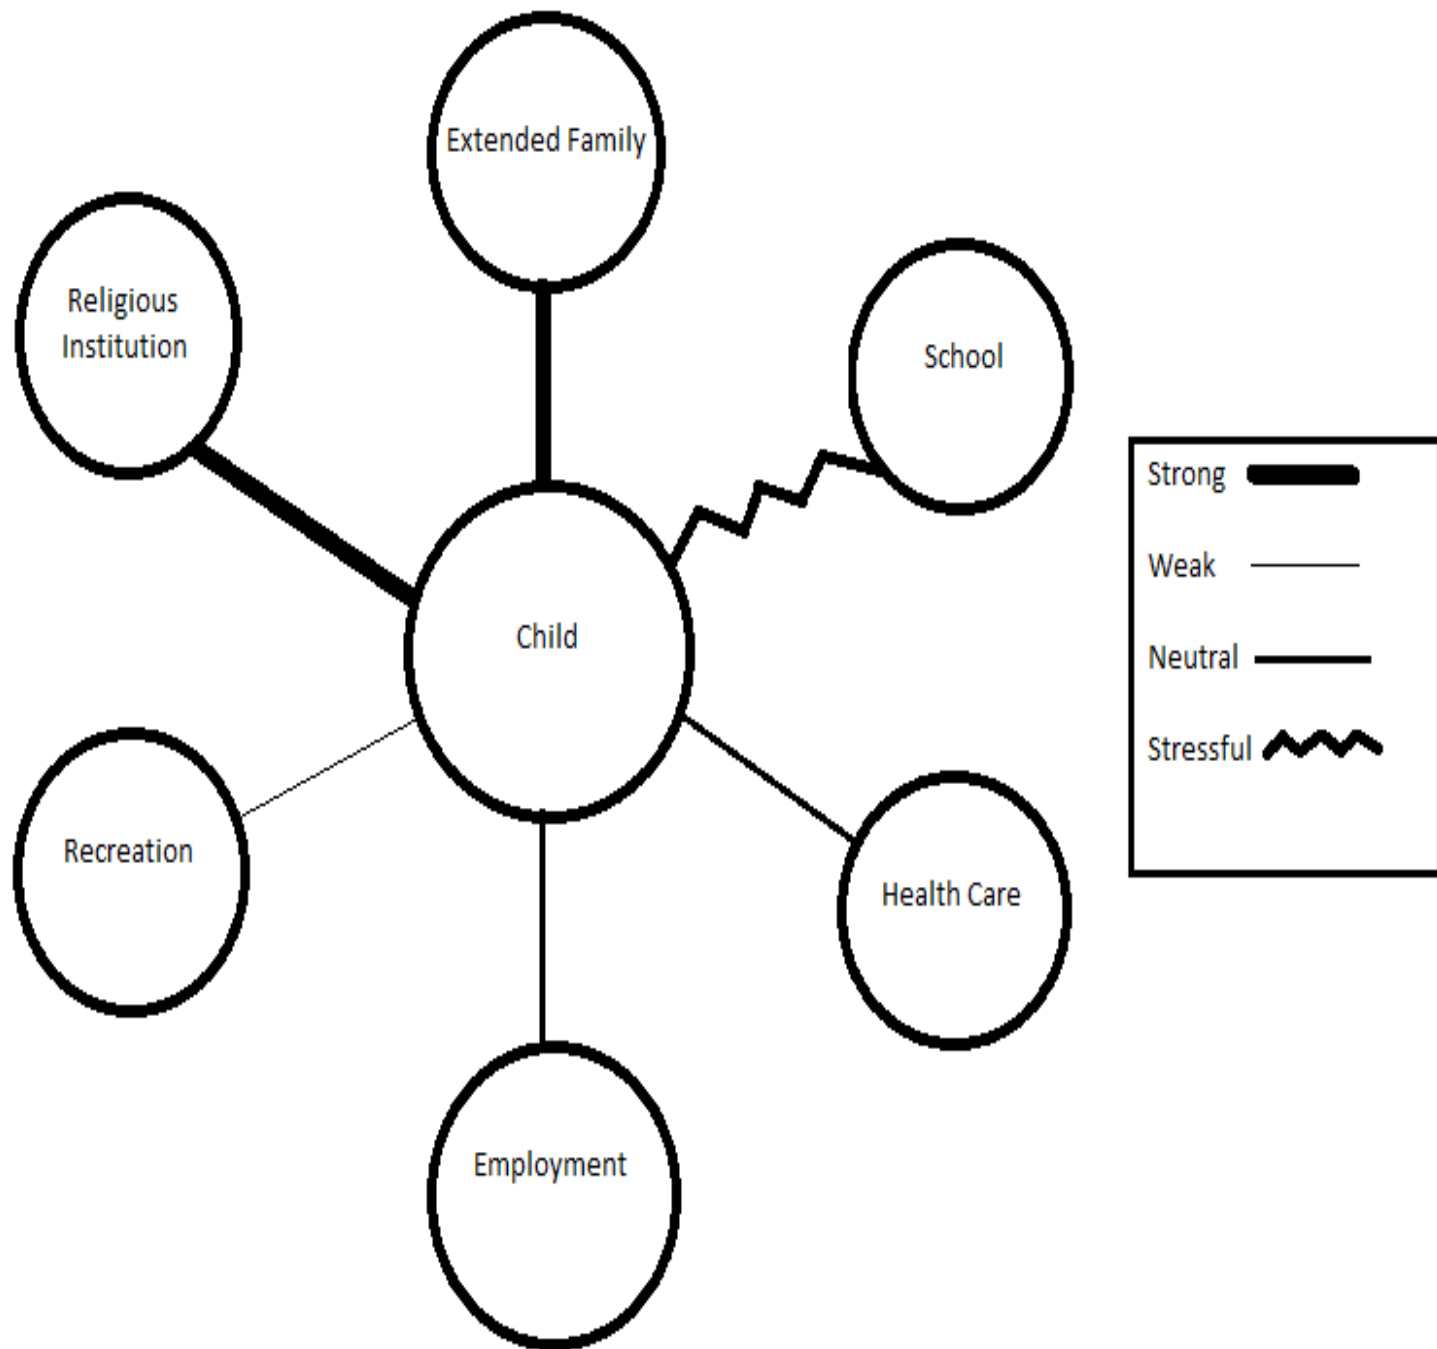 Extended Family
Religious
Institution
School
Child
Recreation
Health Care
Employment
Strong
Weak
Neutral
Stressful